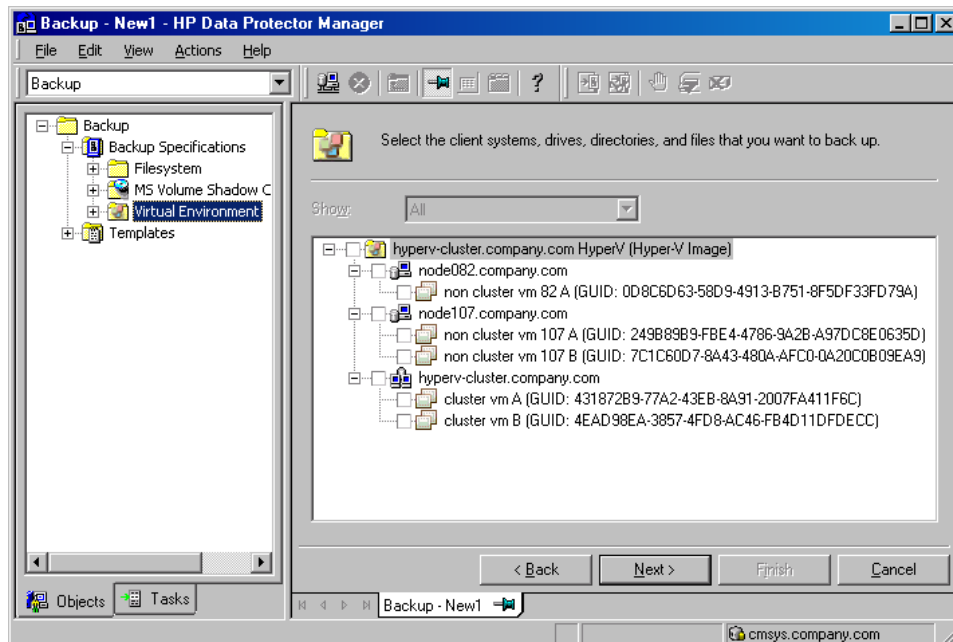 Backup - New1 - HP Data Protector Manager
File Edit View Actions Help
Backup
Backup
Backup Specifications
Filesystem
MS Volume Shadow C
Virtual Environment
Templates
Objects
Tasks
Select the client systems, drives, directories, and files that you want to back up.
Show:
All
hyperv-cluster.company.com HyperV (Hyper-V Image)
node082.company.com
non cluster vm 82 A (GUID: 0D8C6D63-58D9-4913-B751-8F5DF33FD79A)
node107.company.com
non cluster vm 107 A (GUID: 249B89B9-FBE4-4786-9A2B-A97DC8E0635D)
non cluster vm 107 B (GUID: 7C1C60D7-8A43-480A-AFC0-0A20C0B09EA9)
hyperv-cluster.company.com
cluster vm A (GUID: 431872B9-77A2-43EB-8A91-2007FA411F6C)
cluster vm B (GUID: 4EAD98EA-3857-4FD8-AC46-FB4D11DFDECC)
< Back
Next >
Finish
Cancel
Backup - New1
cmsys.company.com